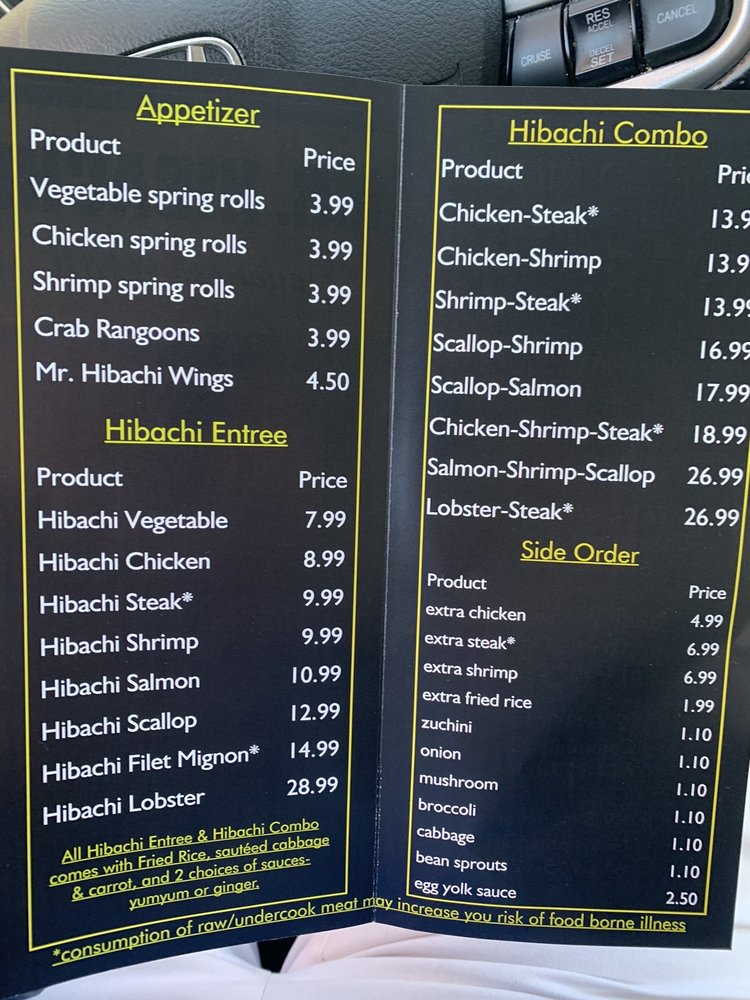 RES
ACCEL
CANCEL
CRUISE
DECEL
SET
Appetizer
Product Price
Vegetable spring rolls 3.99
Chicken spring rolls 3.99
Shrimp spring rolls 3.99
Crab Rangoons 3.99
Mr. Hibachi Wings 4.50
Hibachi Entree
Product Price
Hibachi Vegetable 7.99
Hibachi Chicken 8.99
Hibachi Steak* 9.99
Hibachi Shrimp 9.99
Hibachi Salmon 10.99
Hibachi Scallop 12.99
Hibachi Filet Mignon* 14.99
Hibachi Lobster 28.99
All Hibachi Entree & Hibachi Combo
comes with Fried Rice, sautéed cabbage
& carrot, and 2 choices of sauces-
yumyum or ginger.
Hibachi Combo
Product Pric
Chicken-Steak* 13.9
Chicken-Shrimp 13.9
Shrimp-Steak* 13.99
Scallop-Shrimp 16.99
Scallop-Salmon 17.99
Chicken-Shrimp-Steak* 18.99
Salmon-Shrimp-Scallop 26.99
Lobster-Steak* 26.99
Side Order
Product Price
extra chicken 4.99
extra steak* 6.99
extra shrimp 6.99
extra fried rice 1.99
zuchini 1.10
onion 1.10
mushroom 1.10
broccoli 1.10
cabbage 1.10
bean sprouts 1.10
egg yolk sauce 2.50
*consumption of raw/undercook meat may increase you risk of food borne illness